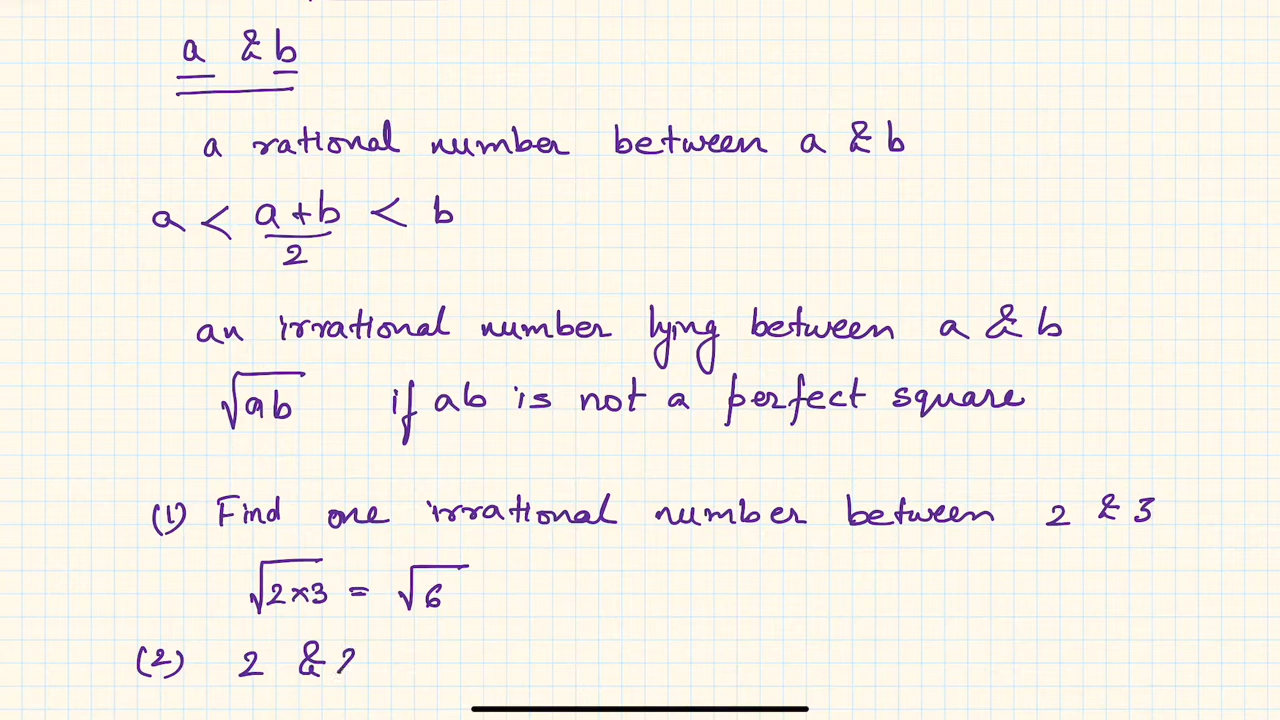 a & b
a rational number between a & b
a < a+b/2 < b
an irrational number lying between a & b
√ab if ab is not a perfect square
(1) Find one irrational number between 2 & 3
√2×3 = √6
(2) 2 &